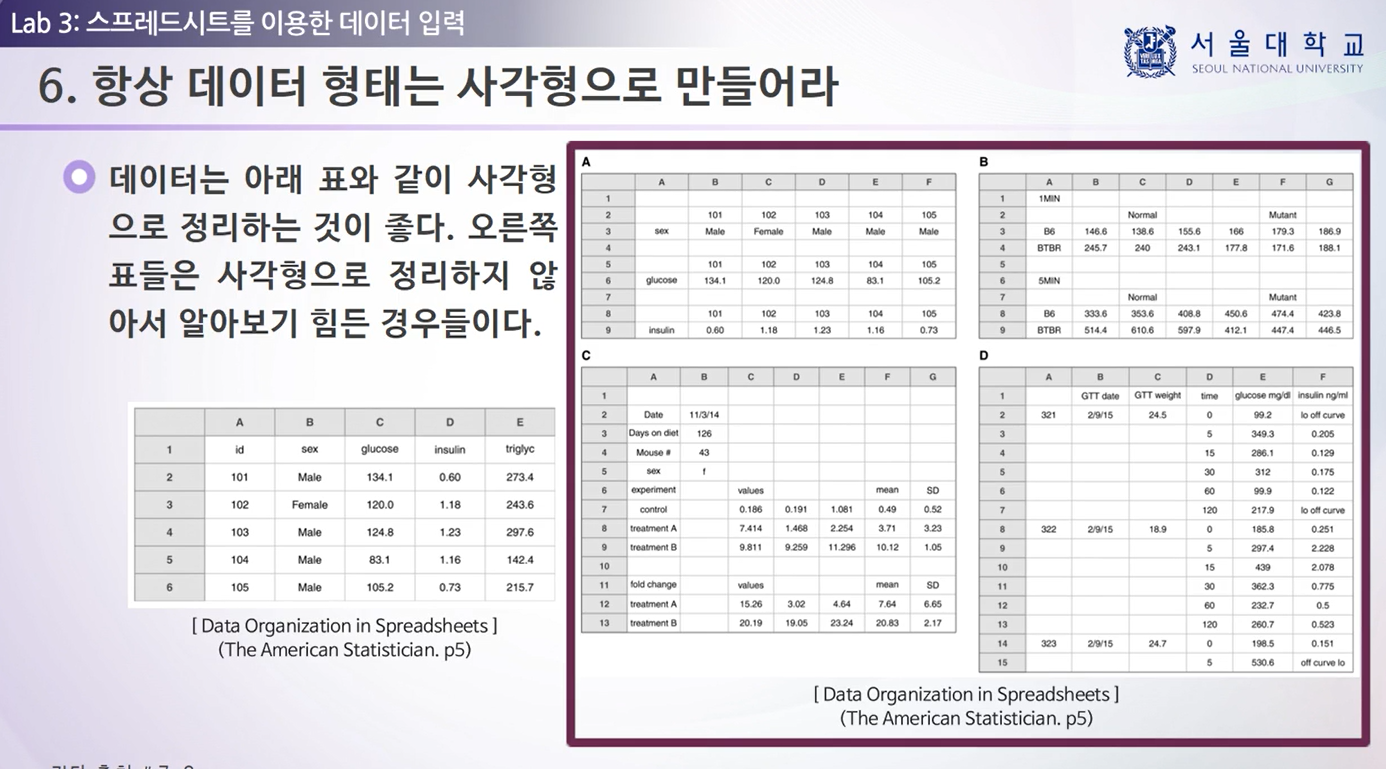 Lab 3: 스프레드시트를 이용한 데이터 입력
서울대학교
SEOUL NATIONAL UNIVERSITY
6. 항상 데이터 형태는 사각형으로 만들어라
데이터는 아래 표와 같이 사각형
으로 정리하는 것이 좋다. 오른쪽
표들은 사각형으로 정리하지 않
아서 알아보기 힘든 경우들이다.
A B C D E
1 id sex glucose insulin triglyc
2 101 Male 134.1 0.60 273.4
3 102 Female 120.0 1.18 243.6
4 103 Male 124.8 1.23 297.6
5 104 Male 83.1 1.16 142.4
6 105 Male 105.2 0.73 215.7
[ Data Organization in Spreadsheets ]
(The American Statistician. p5)
A
A B C D E F
1
2 101 102 103 104 105
3 sex Male Female Male Male Male
4
5 101 102 103 104 105
6 glucose 134.1 120.0 124.8 83.1 105.2
7
8 101 102 103 104 105
9 insulin 0.60 1.18 1.23 1.16 0.73
B
A B C D E F G
1 1MIN
2 Normal Mutant
3 B6 146.6 138.6 155.6 166 179.3 186.9
4 BTBR 245.7 240 243.1 177.8 171.6 188.1
5
6 5MIN
7 Normal Mutant
8 B6 333.6 353.6 408.8 450.6 474.4 423.8
9 BTBR 514.4 610.6 597.9 412.1 447.4 446.5
C
A B C D E F G
1
2 Date 11/3/14
3 Days on diet 126
4 Mouse # 43
5 sex f
6 experiment values mean SD
7 control 0.186 0.191 1.081 0.49 0.52
8 treatment A 7.414 1.468 2.254 3.71 3.23
9 treatment B 9.811 9.259 11.296 10.12 1.05
10
11 fold change values mean SD
12 treatment A 15.26 3.02 4.64 7.64 6.65
13 treatment B 20.19 19.05 23.24 20.83 2.17
D
A B C D E F
1 GTT date GTT weight time glucose mg/dl insulin ng/ml
2 321 2/9/15 24.5 0 99.2 lo off curve
3 5 349.3 0.205
4 15 286.1 0.129
5 30 312 0.175
6 60 99.9 0.122
7 120 217.9 lo off curve
8 322 2/9/15 18.9 0 185.8 0.251
9 5 297.4 2.228
10 15 439 2.078
11 30 362.3 0.775
12 60 232.7 0.5
13 120 260.7 0.523
14 323 2/9/15 24.7 0 198.5 0.151
15 5 530.6 off curve lo
[ Data Organization in Spreadsheets ]
(The American Statistician. p5)